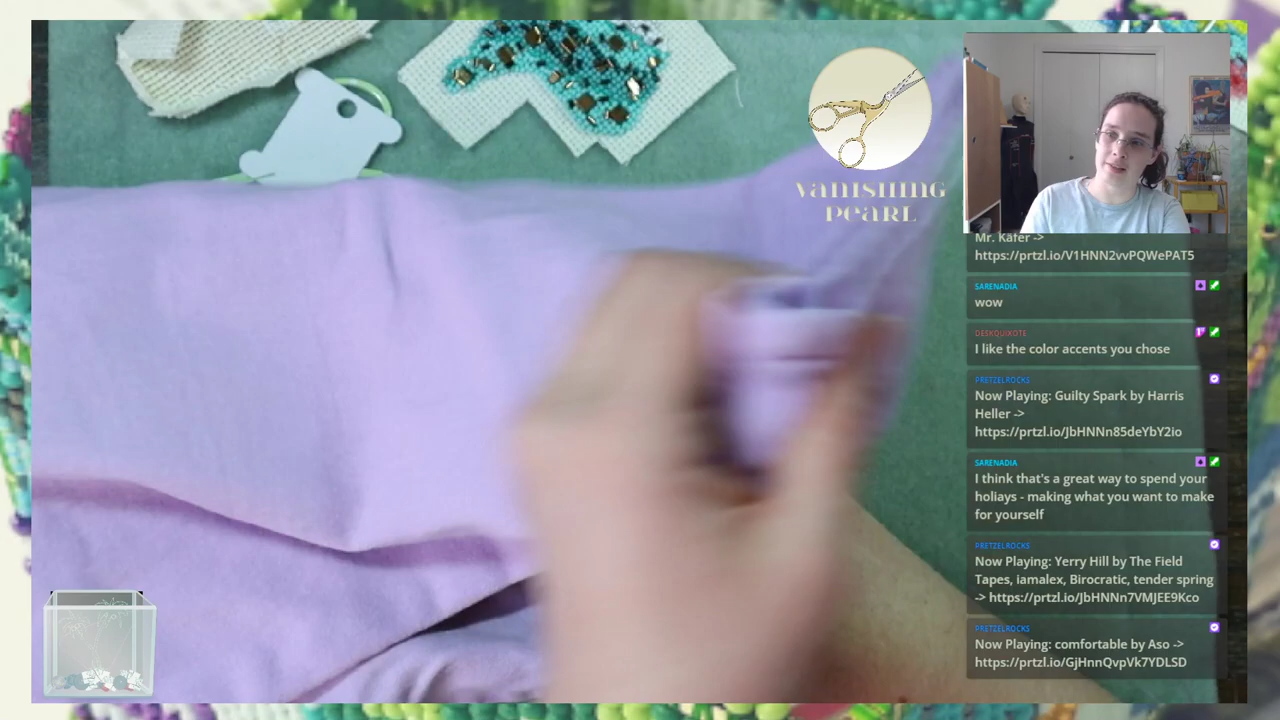 VANISHING
PEARL
Mr. Käfer ->
https://prtzl.io/V1HNN2vvPQWePAT5
SARENADIA
wow
DESKQUIXOTE
I like the color accents you chose
PRETZELROCKS
Now Playing: Guilty Spark by Harris
Heller ->
https://prtzl.io/JbHNNn85deYbY2io
SARENADIA
I think that's a great way to spend your
holiays - making what you want to make
for yourself
PRETZELROCKS
Now Playing: Yerry Hill by The Field
Tapes, iamalex, Birocratic, tender spring
-> https://prtzl.io/JbHNNn7VMJEE9Kco
PRETZELROCKS
Now Playing: comfortable by Aso ->
https://prtzl.io/GjHnnQvpVk7YDLSD